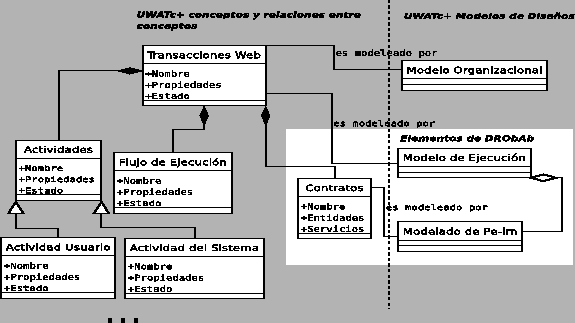 UWATc+ conceptos y relaciones entre
conceptos
UWATc+ Modelos de Diseños
Transacciones Web
+Nombre
+Propiedades
+Estado
es modeleado por
Modelo Organizacional
es modeleado por
Elementos de DRObAb
Modelo de Ejecución
Actividades
+Nombre
+Propiedades
+Estado
Flujo de Ejecución
+Nombre
+Propiedades
+Estado
Contratos
+Nombre
+Entidades
+Servicios
es modeleado por
Modelado de Pe-irn
Actividad Usuario
+Nombre
+Propiedades
+Estado
Actividad del Sistema
+Nombre
+Propiedades
+Estado